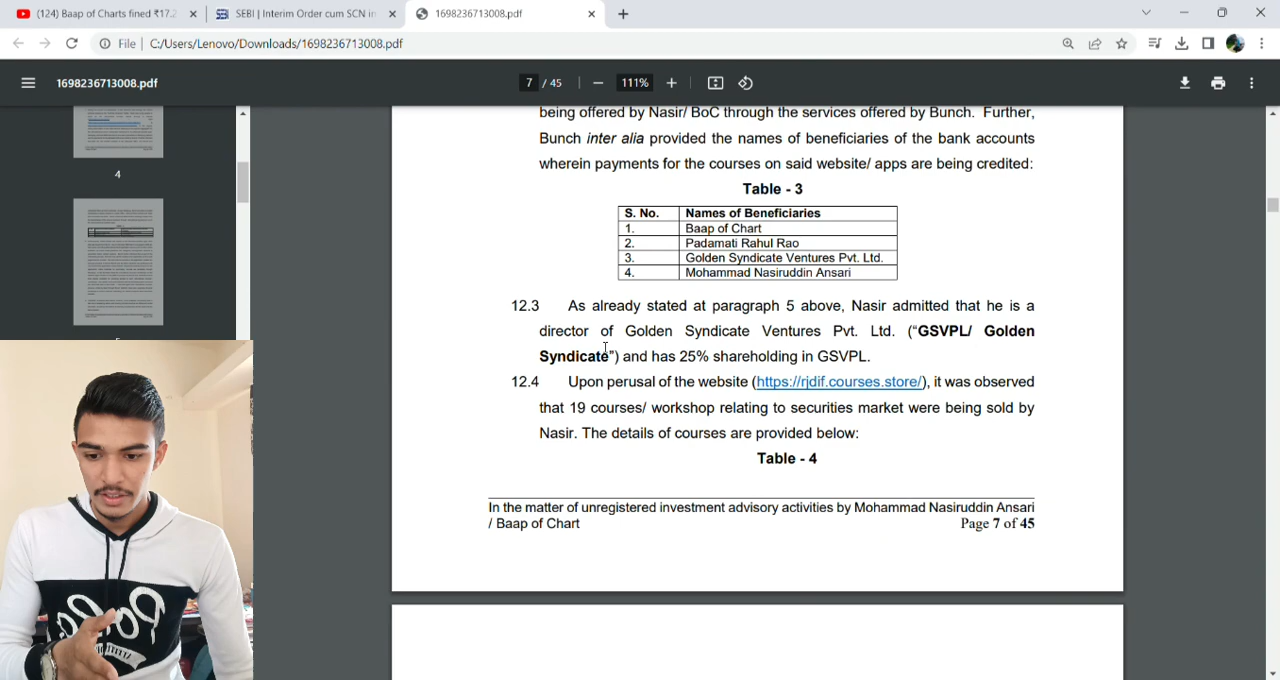 (124) Baap of Charts fined ₹17.2
SEBI | Interim Order cum SCN in
1698236713008.pdf
File
C:/Users/Lenovo/Downloads/1698236713008.pdf
1698236713008.pdf
7 / 45
111%
4
being offered by Nasir/ BoC through the services offered by Bunch. Further,
Bunch inter alia provided the names of beneficiaries of the bank accounts
wherein payments for the courses on said website/ apps are being credited:
Table - 3
S. No. Names of Beneficiaries
1. Baap of Chart
2. Padamati Rahul Rao
3. Golden Syndicate Ventures Pvt. Ltd.
4. Mohammad Nasiruddin Ansari
12.3 As already stated at paragraph 5 above, Nasir admitted that he is a
director of Golden Syndicate Ventures Pvt. Ltd. (“GSVPL/ Golden
Syndicate”) and has 25% shareholding in GSVPL.
12.4 Upon perusal of the website (https://rjdif.courses.store/), it was observed
that 19 courses/ workshop relating to securities market were being sold by
Nasir. The details of courses are provided below:
Table - 4
In the matter of unregistered investment advisory activities by Mohammad Nasiruddin Ansari
/ Baap of Chart
Page 7 of 45